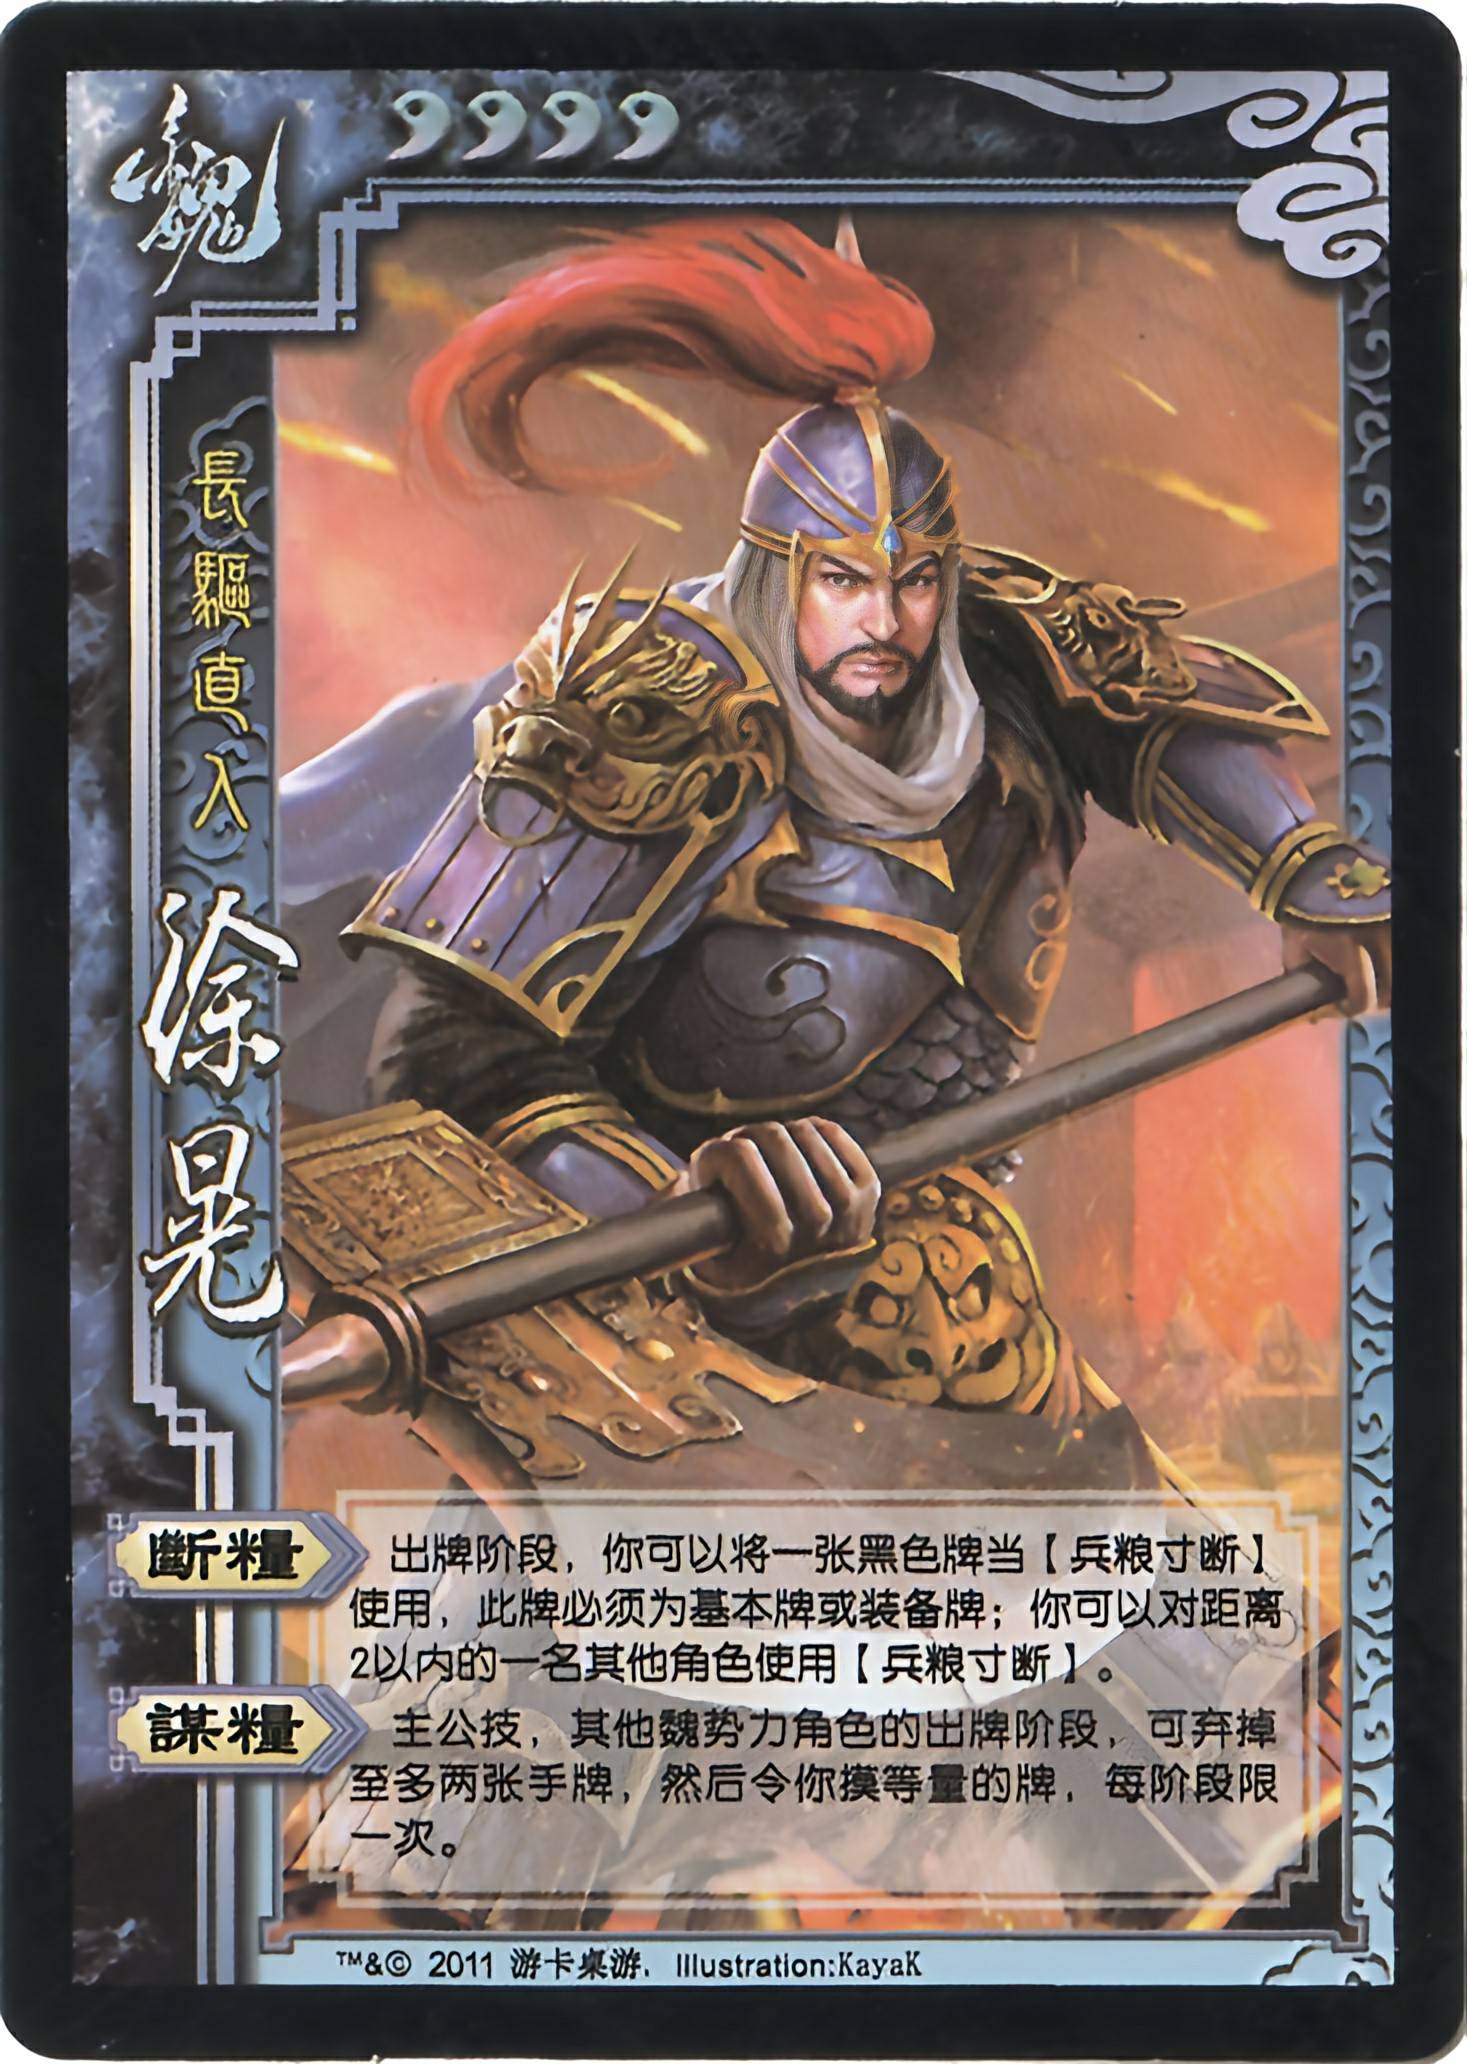 魏
長驅直入
徐晃
斷糧
出牌阶段，你可以将一张黑色牌当【兵粮寸断】
使用，此牌必须为基本牌或装备牌；你可以对距离
2以内的一名其他角色使用【兵粮寸断】。
謀糧
主公技，其他魏势力角色的出牌阶段，可弃掉
至多两张手牌，然后令你摸等量的牌，每阶段限
一次。
™&© 2011 游卡桌游. Illustration:KayaK